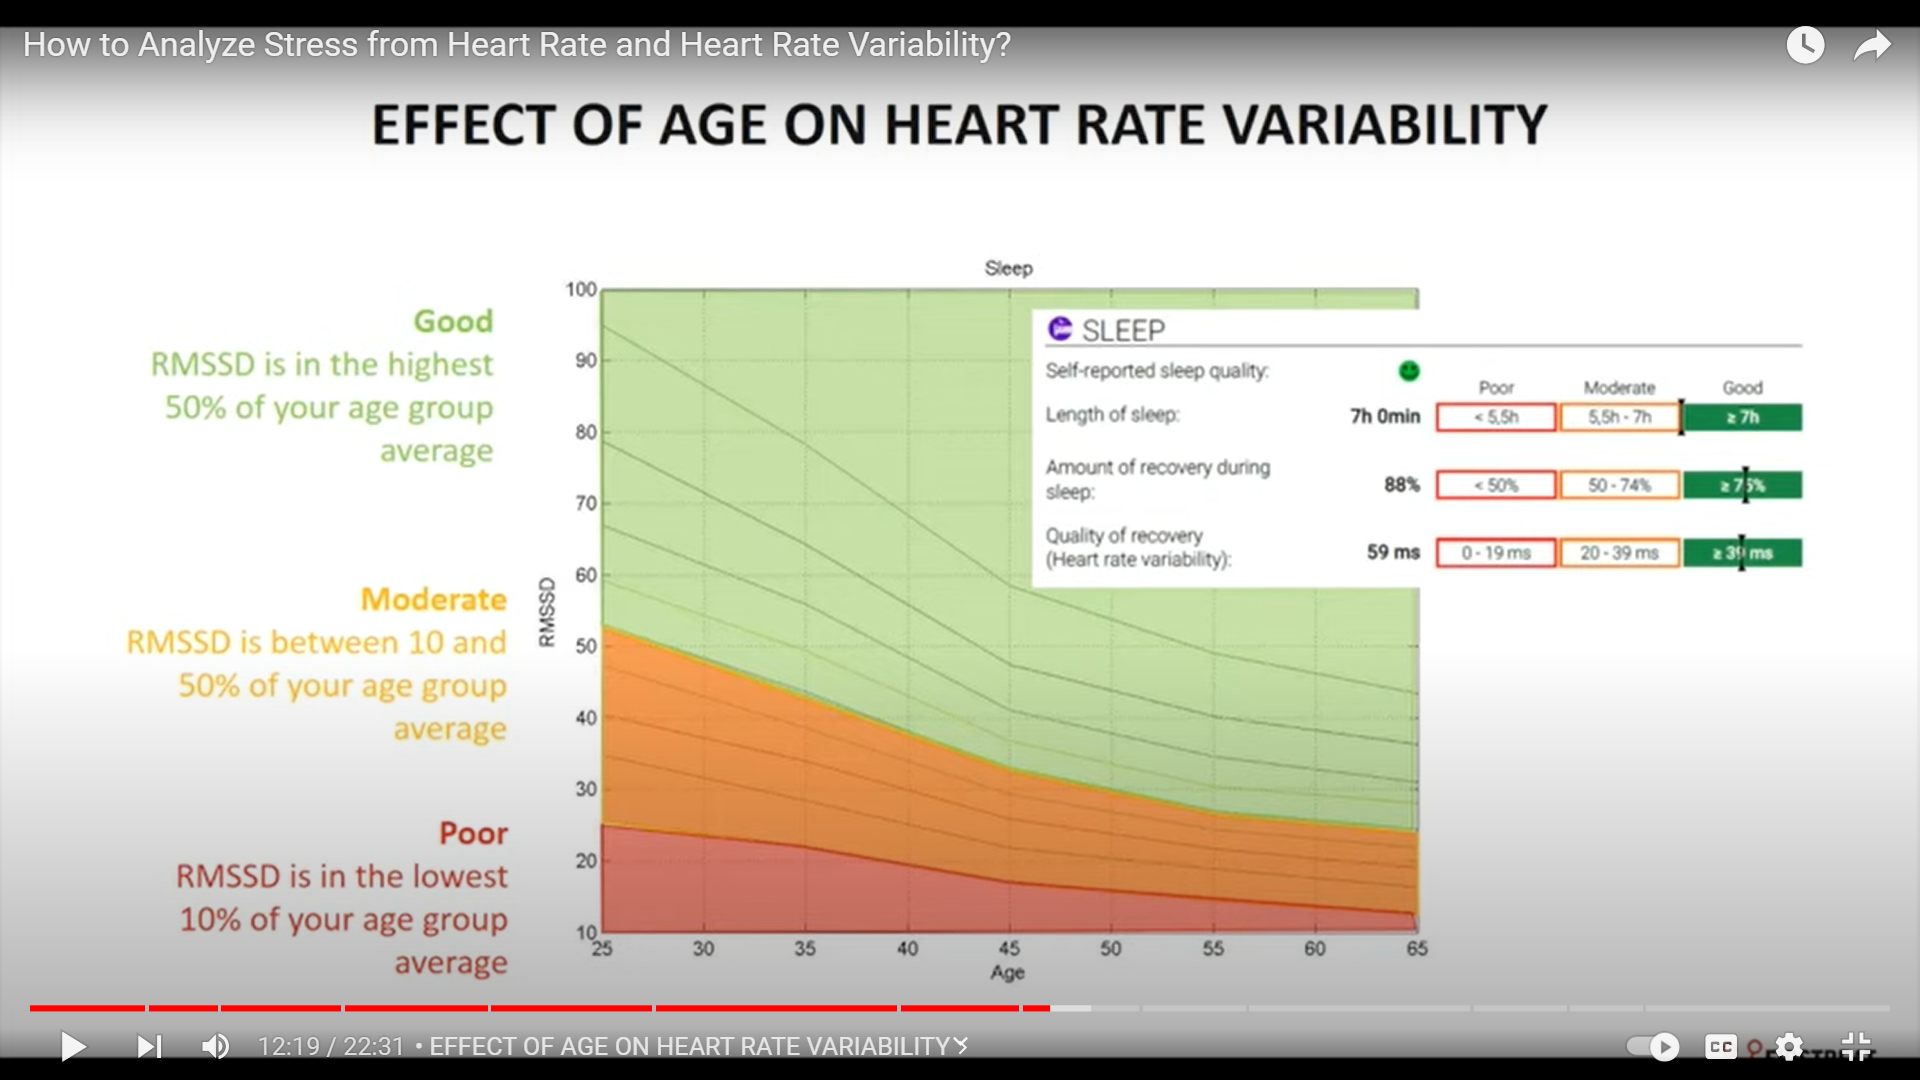 How to Analyze Stress from Heart Rate and Heart Rate Variability?
EFFECT OF AGE ON HEART RATE VARIABILITY
Good
RMSSD is in the highest
50% of your age group
average
Moderate
RMSSD is between 10 and
50% of your age group
average
Poor
RMSSD is in the lowest
10% of your age group
average
Sleep
100
90
80
70
60
50
40
30
20
10
RMSSD
25 30 35 40 45 50 55 60 65
Age
SLEEP
Self-reported sleep quality:
Poor Moderate Good
Length of sleep: 7h 0min < 5,5h 5,5h - 7h ≥ 7h
Amount of recovery during
sleep: 88% < 50% 50 - 74% ≥ 75%
Quality of recovery
(Heart rate variability): 59 ms 0 - 19 ms 20 - 39 ms ≥ 39 ms
12:19 / 22:31 • EFFECT OF AGE ON HEART RATE VARIABILITY
CC